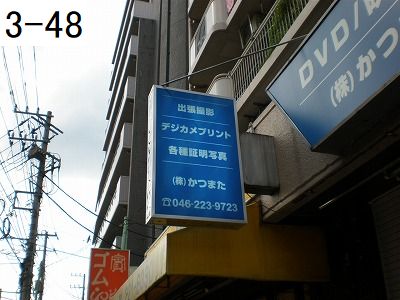 3-48
出張撮影
デジカメプリント
各種証明写真
(株)かつまた
☎046-223-9723
DVD/
(株)かつ
ゴム